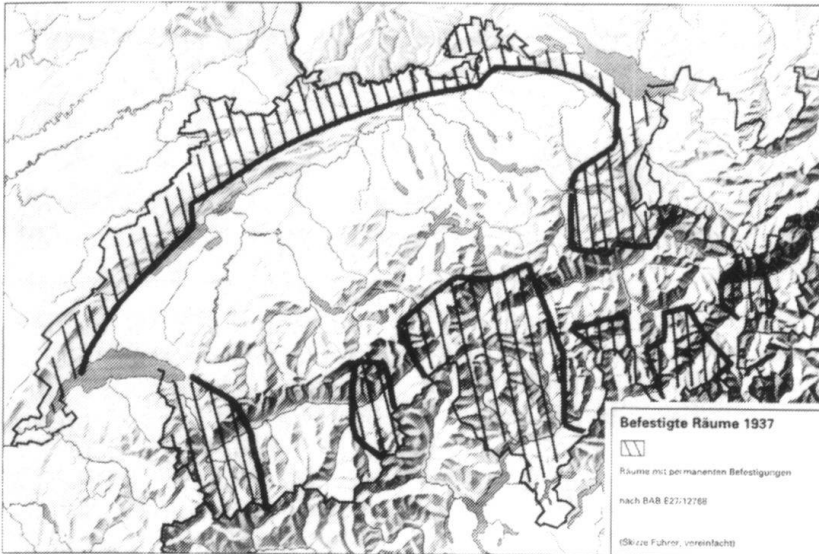 Befestigte Räume 1937
Räume mit permanenten Befestigungen
nach BAB E27/12768
(Skizze Führer, vereinfacht)